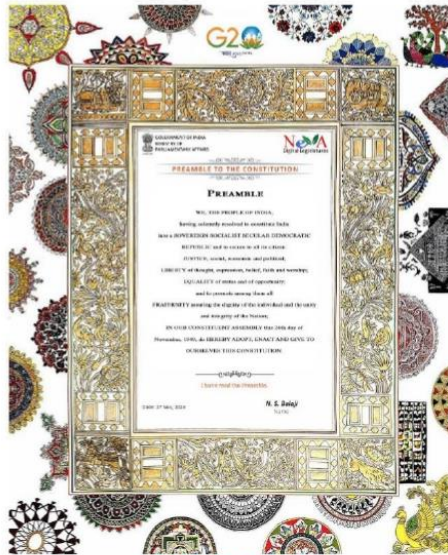 G20
GOVERNMENT OF INDIA
MINISTRY OF
PARLIAMENTARY AFFAIRS
NeVA
Digital Legislatures
PREAMBLE TO THE CONSTITUTION
PREAMBLE
WE, THE PEOPLE OF INDIA,
having solemnly resolved to constitute India
into a SOVEREIGN SOCIALIST SECULAR DEMOCRATIC
REPUBLIC and to secure to all its citizens
JUSTICE, social, economic and political;
LIBERTY of thought, expression, belief, faith and worship;
EQUALITY of status and of opportunity
and to promote among them all
FRATERNITY assuring the dignity of the individual and the unity
and integrity of the Nation;
IN OUR CONSTITUENT ASSEMBLY this 26th day of
November, 1949, do HEREBY ADOPT, ENACT AND GIVE TO
OURSELVES THIS CONSTITUTION
I have read the Preamble.
N. S. Balaji